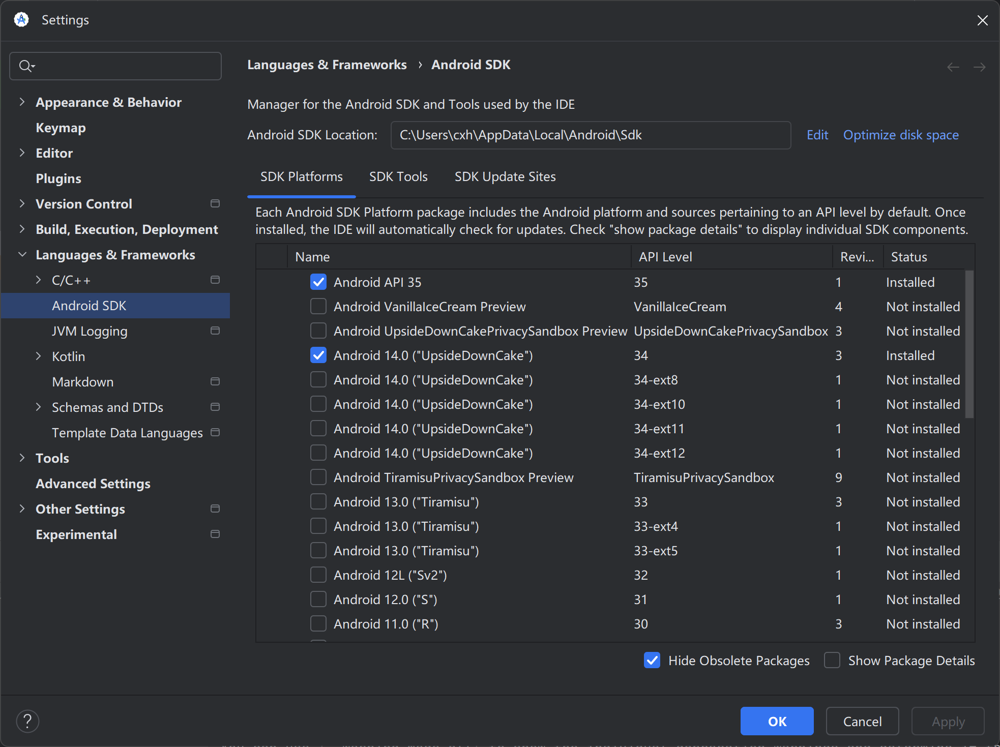 Settings
Appearance & Behavior
Keymap
Editor
Plugins
Version Control
Build, Execution, Deployment
Languages & Frameworks
C/C++
Android SDK
JVM Logging
Kotlin
Markdown
Schemas and DTDs
Template Data Languages
Tools
Advanced Settings
Other Settings
Experimental
Languages & Frameworks › Android SDK
Manager for the Android SDK and Tools used by the IDE
Android SDK Location: C:\Users\cxh\AppData\Local\Android\Sdk Edit Optimize disk space
SDK Platforms SDK Tools SDK Update Sites
Each Android SDK Platform package includes the Android platform and sources pertaining to an API level by default. Once
installed, the IDE will automatically check for updates. Check "show package details" to display individual SDK components.
Name API Level Revi... Status
Android API 35 35 1 Installed
Android VanillaIceCream Preview VanillaIceCream 4 Not installed
Android UpsideDownCakePrivacySandbox Preview UpsideDownCakePrivacySandbox 3 Not installed
Android 14.0 ("UpsideDownCake") 34 3 Installed
Android 14.0 ("UpsideDownCake") 34-ext8 1 Not installed
Android 14.0 ("UpsideDownCake") 34-ext10 1 Not installed
Android 14.0 ("UpsideDownCake") 34-ext11 1 Not installed
Android 14.0 ("UpsideDownCake") 34-ext12 1 Not installed
Android TiramisuPrivacySandbox Preview TiramisuPrivacySandbox 9 Not installed
Android 13.0 ("Tiramisu") 33 3 Not installed
Android 13.0 ("Tiramisu") 33-ext4 1 Not installed
Android 13.0 ("Tiramisu") 33-ext5 1 Not installed
Android 12L ("Sv2") 32 1 Not installed
Android 12.0 ("S") 31 1 Not installed
Android 11.0 ("R") 30 3 Not installed
Hide Obsolete Packages Show Package Details
? OK Cancel Apply